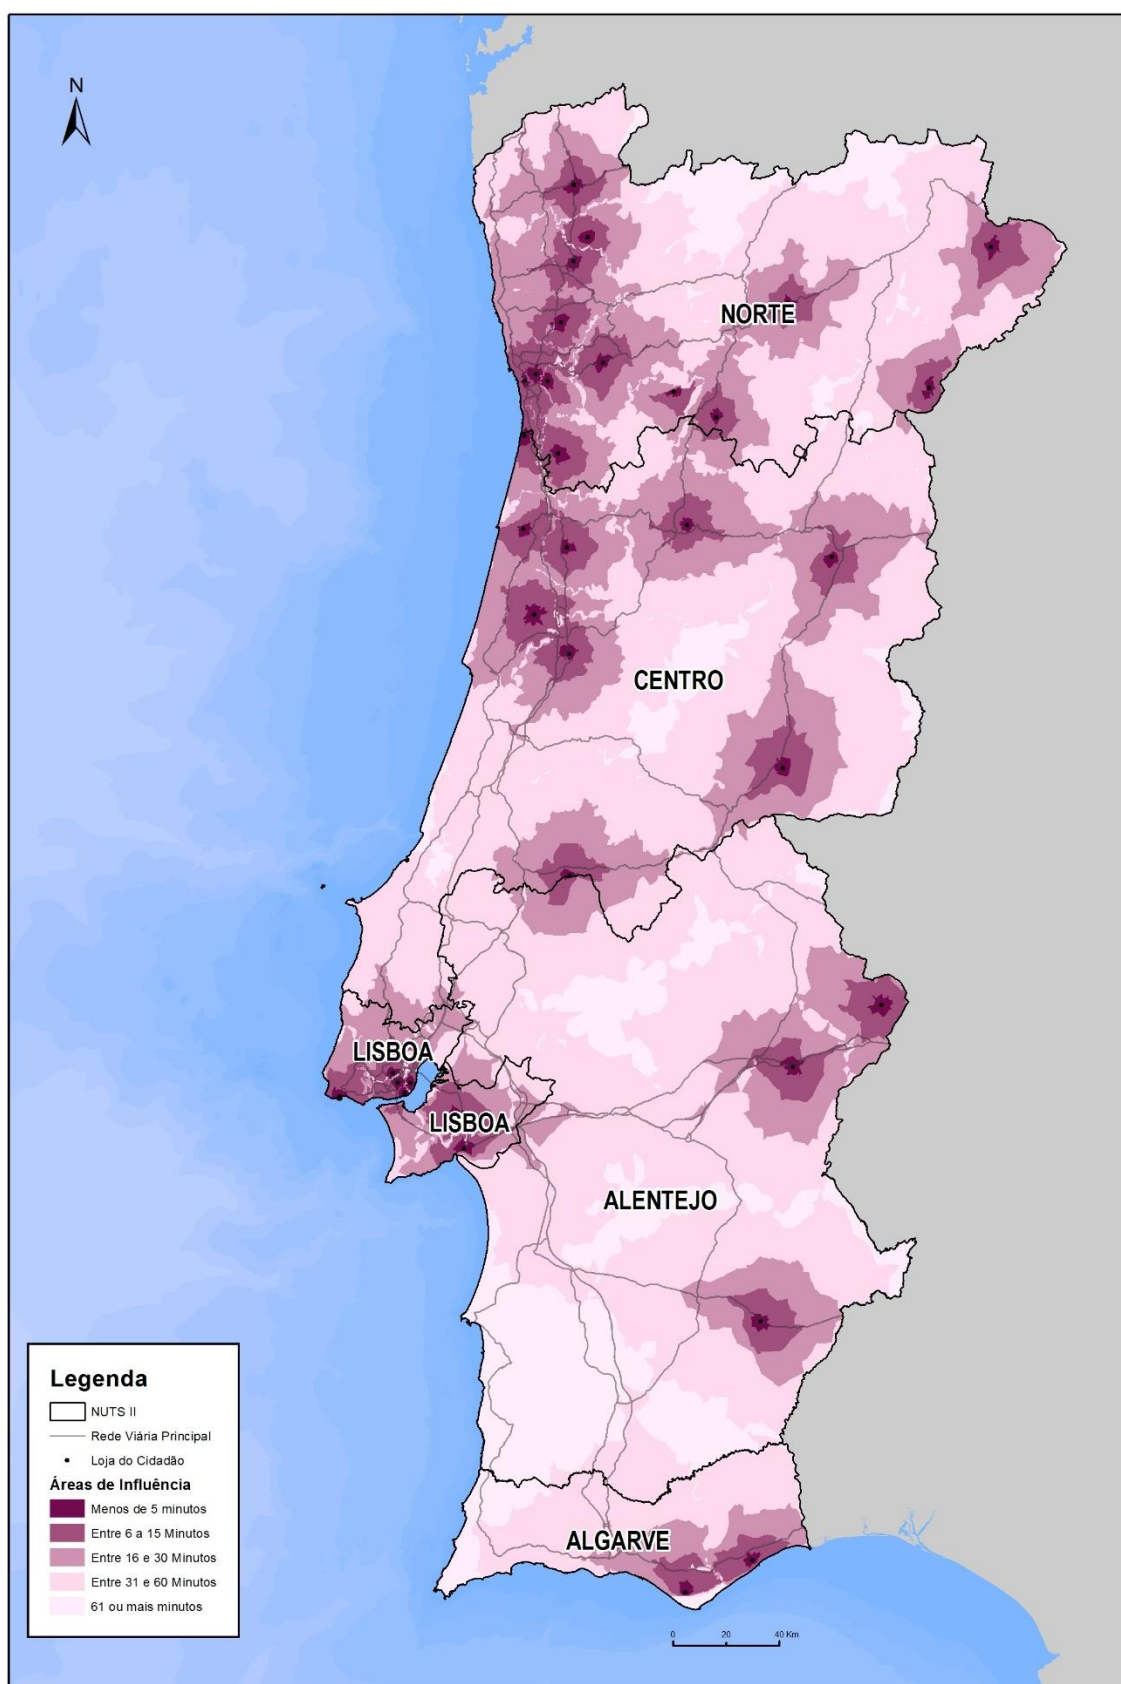 N
NORTE
CENTRO
LISBOA
LISBOA
ALENTEJO
ALGARVE
Legenda
NUTS II
Rede Viária Principal
Loja do Cidadão
Áreas de Influência
Menos de 5 minutos
Entre 6 a 15 Minutos
Entre 16 e 30 Minutos
Entre 31 e 60 Minutos
61 ou mais minutos
0 20 40 Km